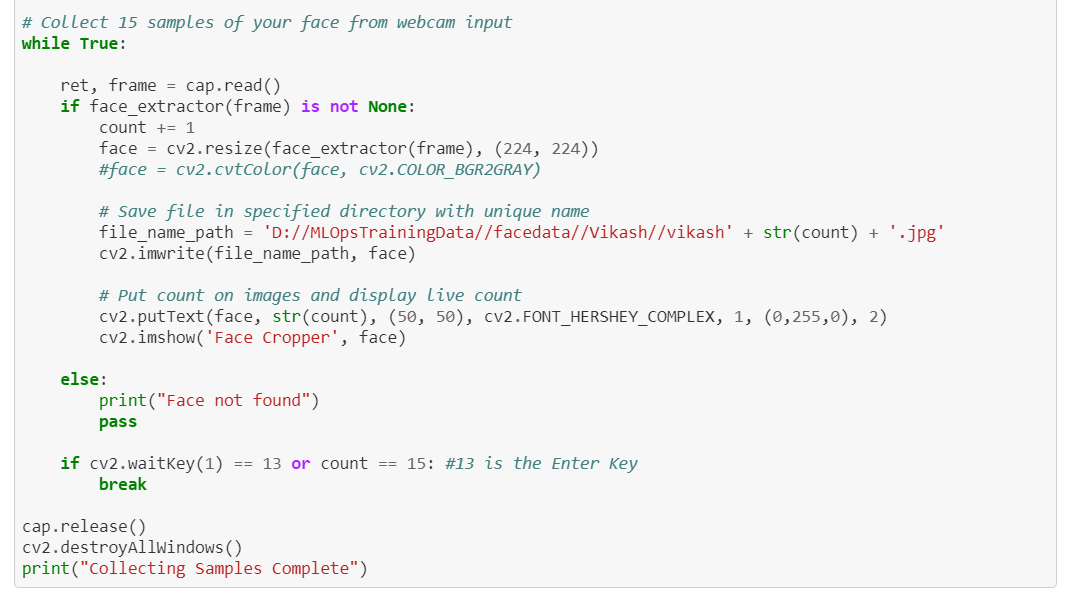 # Collect 15 samples of your face from webcam input
while True:
    ret, frame = cap.read()
    if face_extractor(frame) is not None:
        count += 1
        face = cv2.resize(face_extractor(frame), (224, 224))
        #face = cv2.cvtColor(face, cv2.COLOR_BGR2GRAY)
        # Save file in specified directory with unique name
        file_name_path = 'D://MLOpsTrainingData//facedata//Vikash//vikash' + str(count) + '.jpg'
        cv2.imwrite(file_name_path, face)
        # Put count on images and display live count
        cv2.putText(face, str(count), (50, 50), cv2.FONT_HERSHEY_COMPLEX, 1, (0,255,0), 2)
        cv2.imshow('Face Cropper', face)
    else:
        print("Face not found")
        pass
    if cv2.waitKey(1) == 13 or count == 15: #13 is the Enter Key
        break
cap.release()
cv2.destroyAllWindows()
print("Collecting Samples Complete")